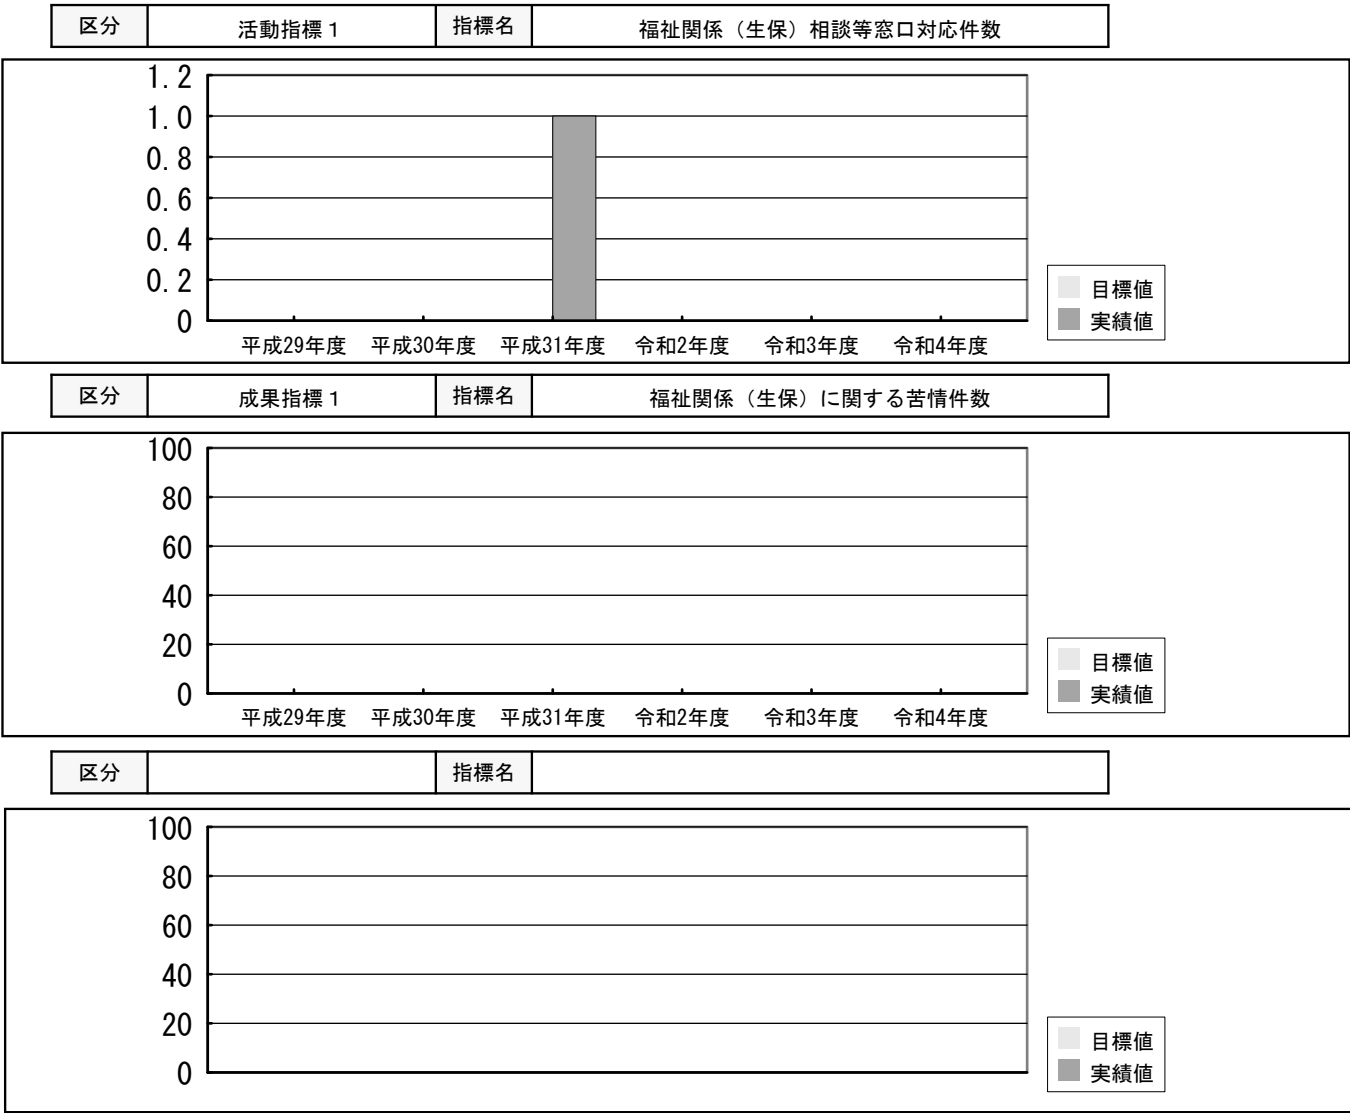 区分 活動指標１ 指標名 福祉関係（生保）相談等窓口対応件数
1.2
1.0
0.8
0.6
0.4
0.2
0
平成29年度 平成30年度 平成31年度 令和2年度 令和3年度 令和4年度
目標値
実績値
区分 成果指標１ 指標名 福祉関係（生保）に関する苦情件数
100
80
60
40
20
0
平成29年度 平成30年度 平成31年度 令和2年度 令和3年度 令和4年度
目標値
実績値
区分 指標名
100
80
60
40
20
0
目標値
実績値